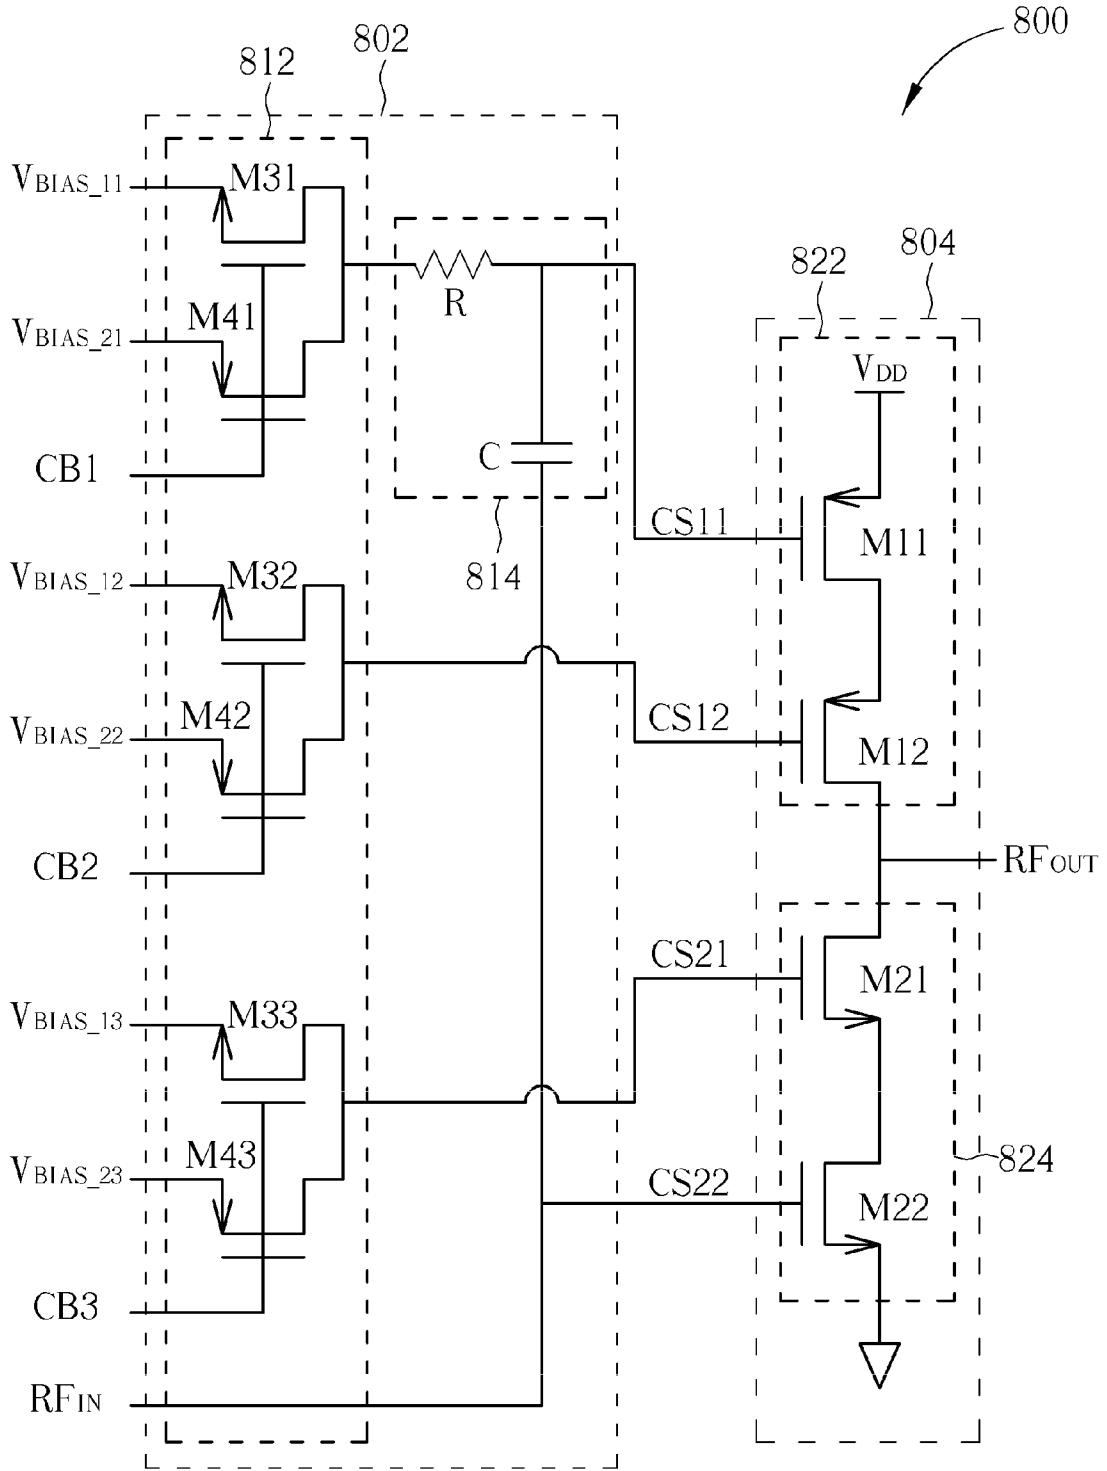 800
802
812
VBIAS_11
M31
804
822
R
M41
VBIAS_21
VDD
C
CB1
CS11
M11
814
VBIAS_12
M32
M42
CS12
VBIAS_22
M12
CB2
RFOUT
CS21
M21
VBIAS_13
M33
M43
824
VBIAS_23
CS22
M22
CB3
RFIN